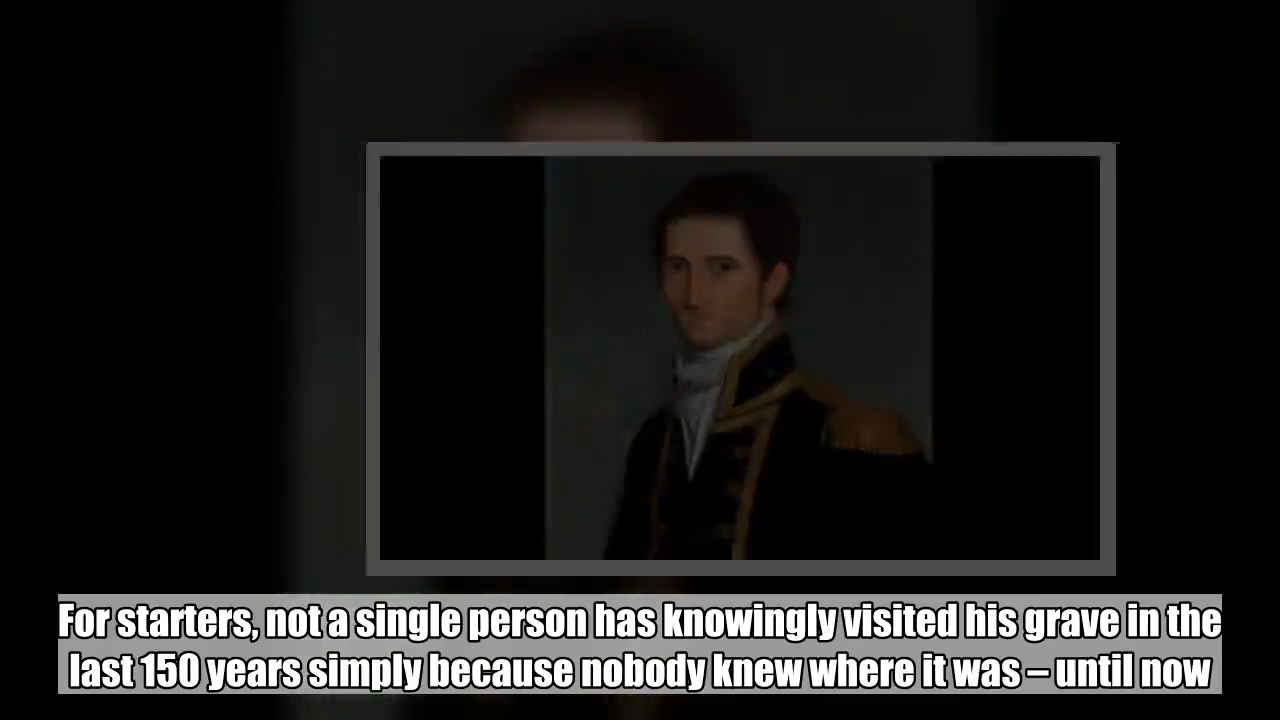 For starters, not a single person has knowingly visited his grave in the
last 150 years simply because nobody knew where it was – until now